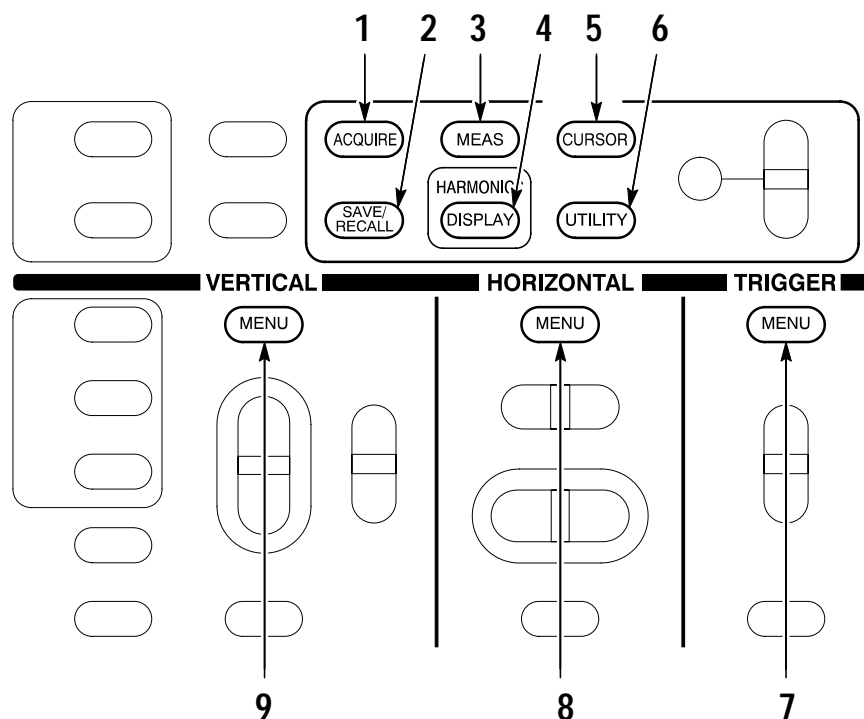 1 2 3 4 5 6
ACQUIRE MEAS CURSOR
HARMONICS
SAVE/
RECALL DISPLAY UTILITY
VERTICAL HORIZONTAL TRIGGER
MENU MENU MENU
9 8 7